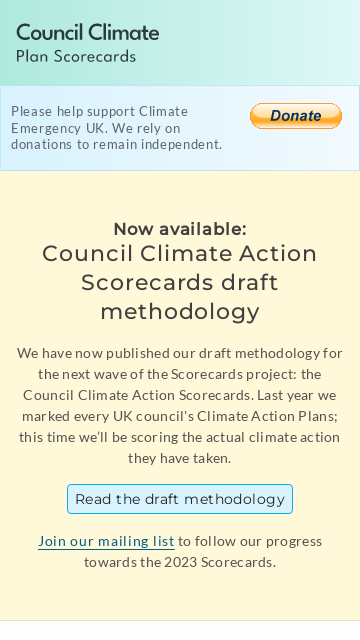 Council Climate
Plan Scorecards
Please help support Climate
Emergency UK. We rely on
donations to remain independent.
Donate
Now available:
Council Climate Action
Scorecards draft
methodology
We have now published our draft methodology for
the next wave of the Scorecards project: the
Council Climate Action Scorecards. Last year we
marked every UK council's Climate Action Plans;
this time we’ll be scoring the actual climate action
they have taken.
Read the draft methodology
Join our mailing list to follow our progress
towards the 2023 Scorecards.